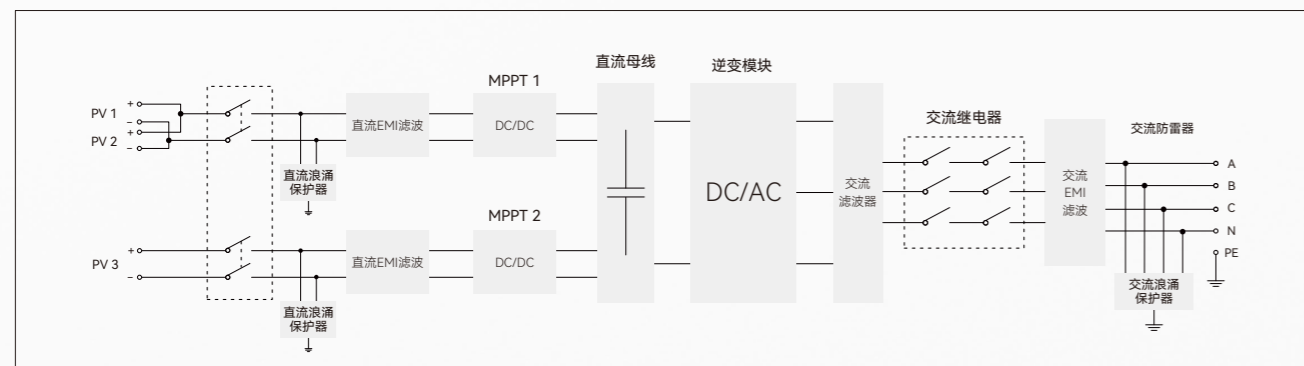 直流母线
逆变模块
MPPT 1
PV 1
+
−
PV 2
+
−
直流EMI滤波
DC/DC
直流浪涌
保护器
MPPT 2
PV 3
+
−
直流EMI滤波
DC/DC
直流浪涌
保护器
DC/AC
交流
滤波器
交流继电器
交流
EMI
滤波
交流防雷器
A
B
C
N
PE
交流浪涌
保护器